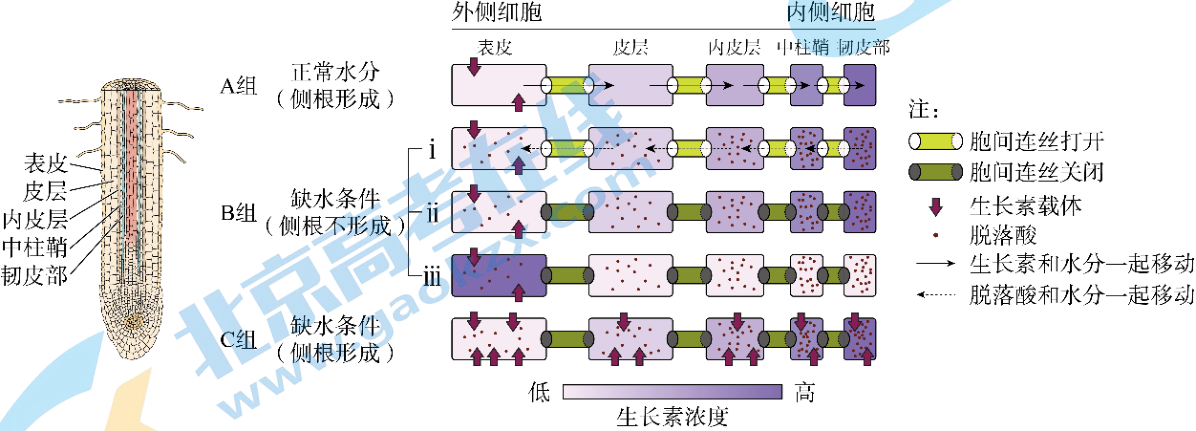 外侧细胞 内侧细胞
表皮 皮层 内皮层 中柱鞘 韧皮部
A组 正常水分
(侧根形成)
B组 缺水条件
(侧根不形成)
i
ii
iii
C组 缺水条件
(侧根形成)
低 高
生长素浓度
表皮
皮层
内皮层
中柱鞘
韧皮部
注：
胞间连丝打开
胞间连丝关闭
生长素载体
脱落酸
生长素和水分一起移动
脱落酸和水分一起移动
北京高考在线
www.gaokzx.com